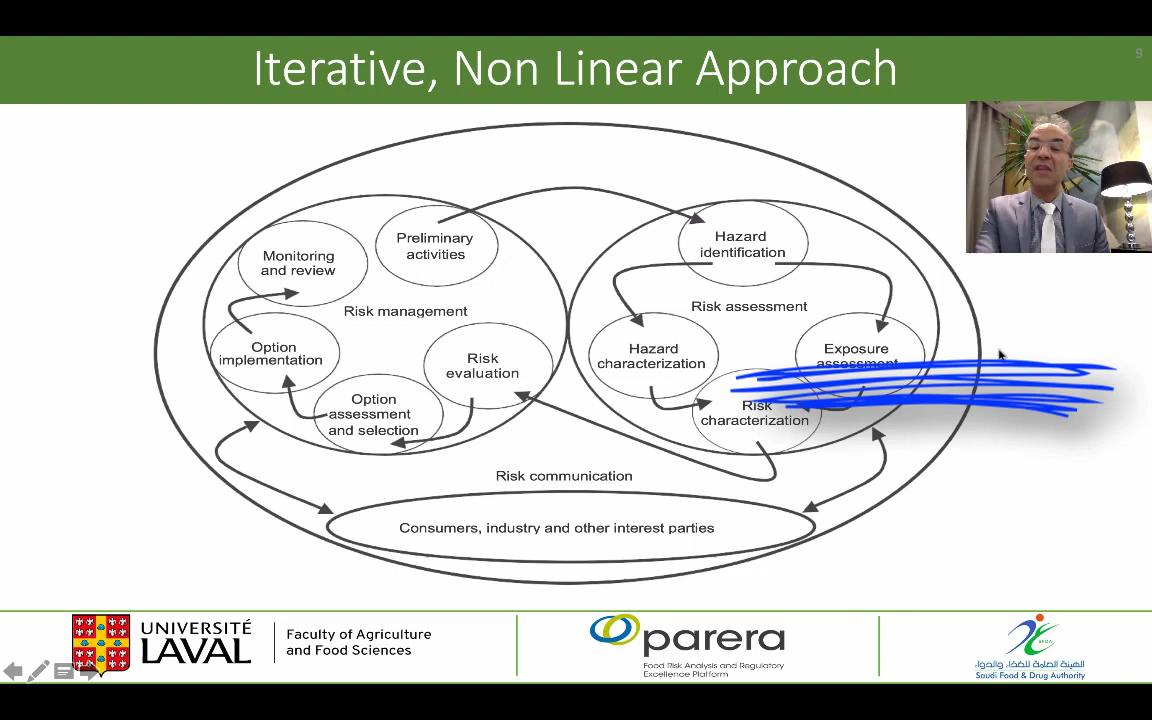 Iterative, Non Linear Approach
9
Preliminary
activities
Monitoring
and review
Risk management
Option
implementation
Risk
evaluation
Option
assessment
and selection
Hazard
identification
Risk assessment
Hazard
characterization
Exposure
assessment
Risk
characterization
Risk communication
Consumers, industry and other interest parties
UNIVERSITÉ
LAVAL
Faculty of Agriculture
and Food Sciences
parera
Food Risk Analysis and Regulatory
Excellence Platform
SFDA
الهيئة العامة للغذاء والدواء
Saudi Food & Drug Authority